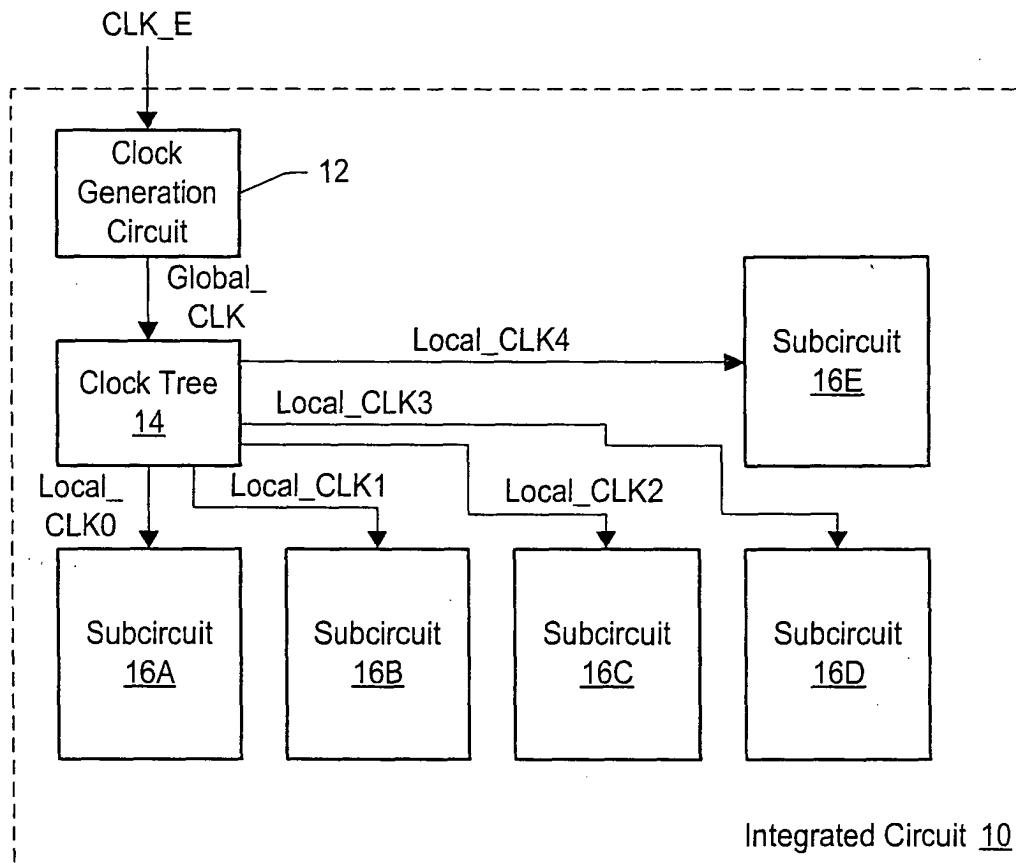 CLK_E
Clock
Generation
Circuit
12
Global_
CLK
Clock Tree
14
Local_CLK4
Subcircuit
16E
Local_CLK3
Local_
CLK0
Local_CLK1
Local_CLK2
Subcircuit
16A
Subcircuit
16B
Subcircuit
16C
Subcircuit
16D
Integrated Circuit 10